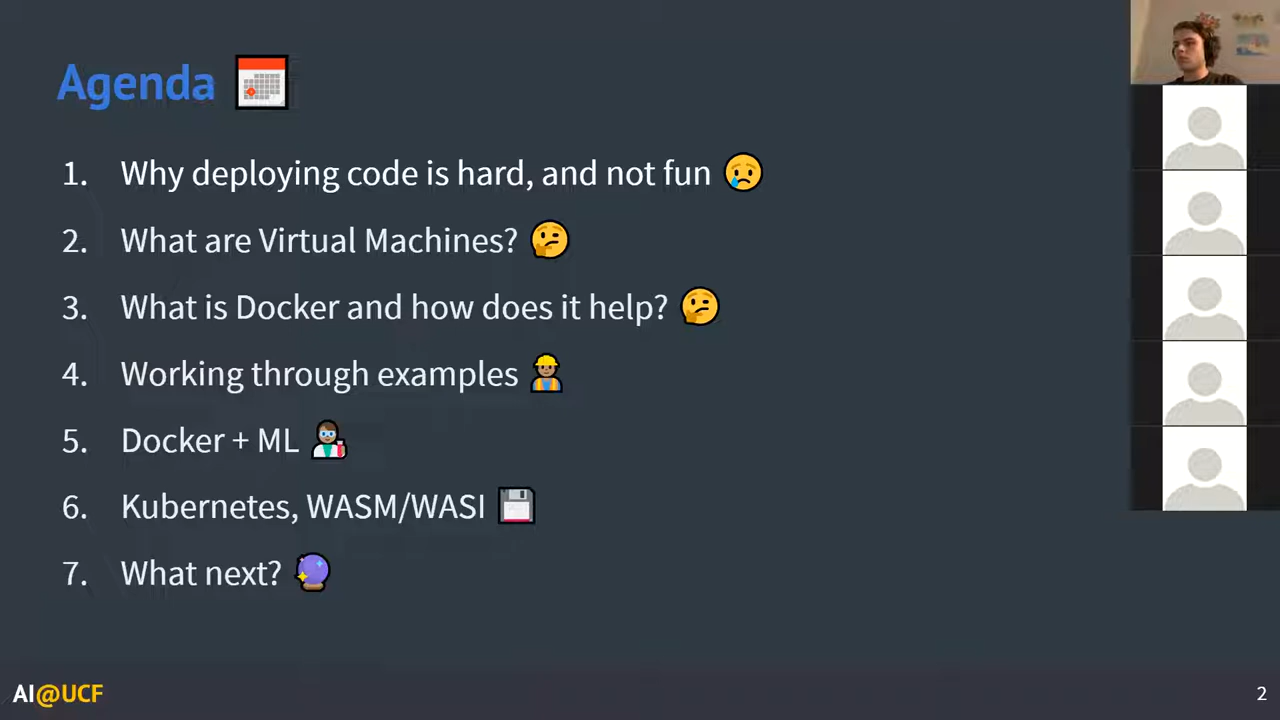 Agenda
1. Why deploying code is hard, and not fun 😢
2. What are Virtual Machines? 🤔
3. What is Docker and how does it help? 🤔
4. Working through examples 👷
5. Docker + ML 🧑‍🔬
6. Kubernetes, WASM/WASI 💾
7. What next? 🔮
AI@UCF
2